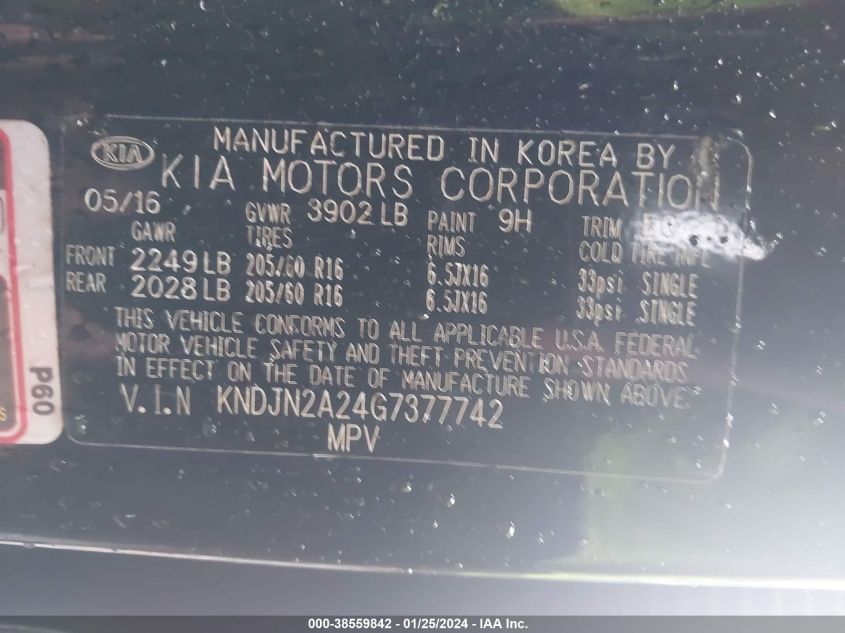 KIA
MANUFACTURED IN KOREA BY
KIA MOTORS CORPORATION
05/16 GVWR 3902 LB PAINT 9H TRIM
GAWR TIRES RIMS COLD TIRE
FRONT 2249 LB 205/60 R16 6.5JX16 33psi SINGLE
REAR 2028 LB 205/60 R16 6.5JX16 33psi SINGLE
THIS VEHICLE CONFORMS TO ALL APPLICABLE U.S.A. FEDERAL
MOTOR VEHICLE SAFETY AND THEFT PREVENTION STANDARDS
IN EFFECT ON THE DATE OF MANUFACTURE SHOWN ABOVE
V.I.N KNDJN2A24G7377742
MPV
P60
000-38559842 - 01/25/2024 - IAA Inc.